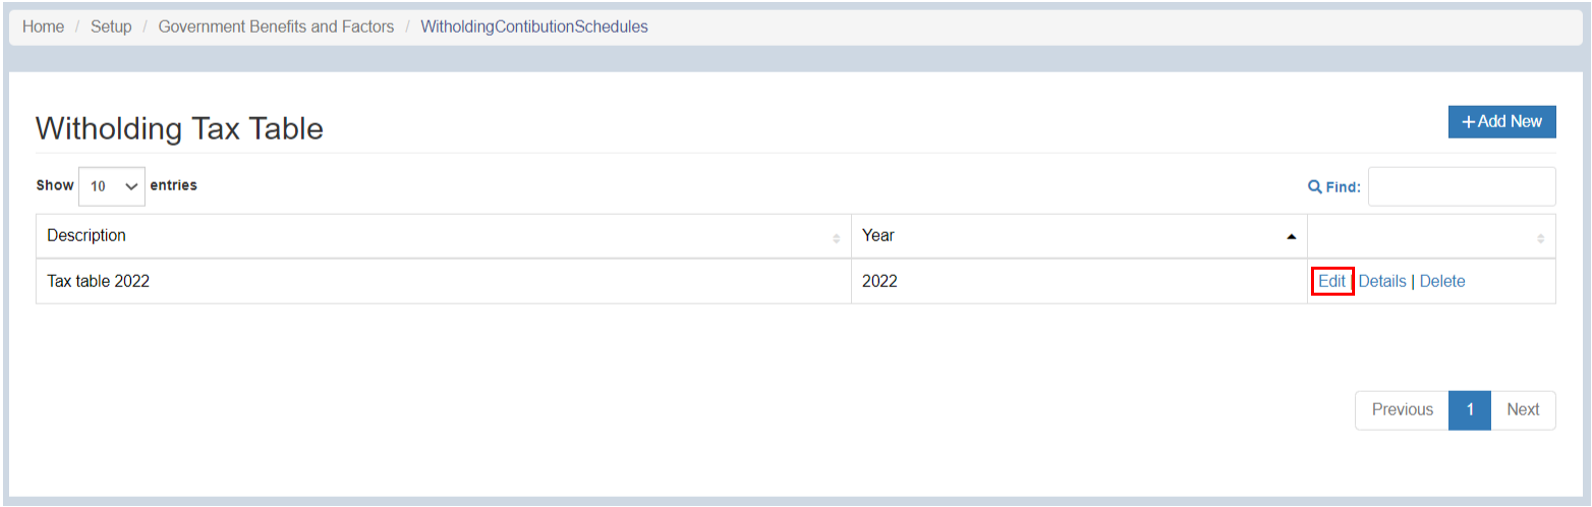 Home / Setup / Government Benefits and Factors / WitholdingContibutionSchedules
Witholding Tax Table
+Add New
Show 10 entries
Find:
Description Year
Tax table 2022 2022 Edit | Details | Delete
Previous 1 Next